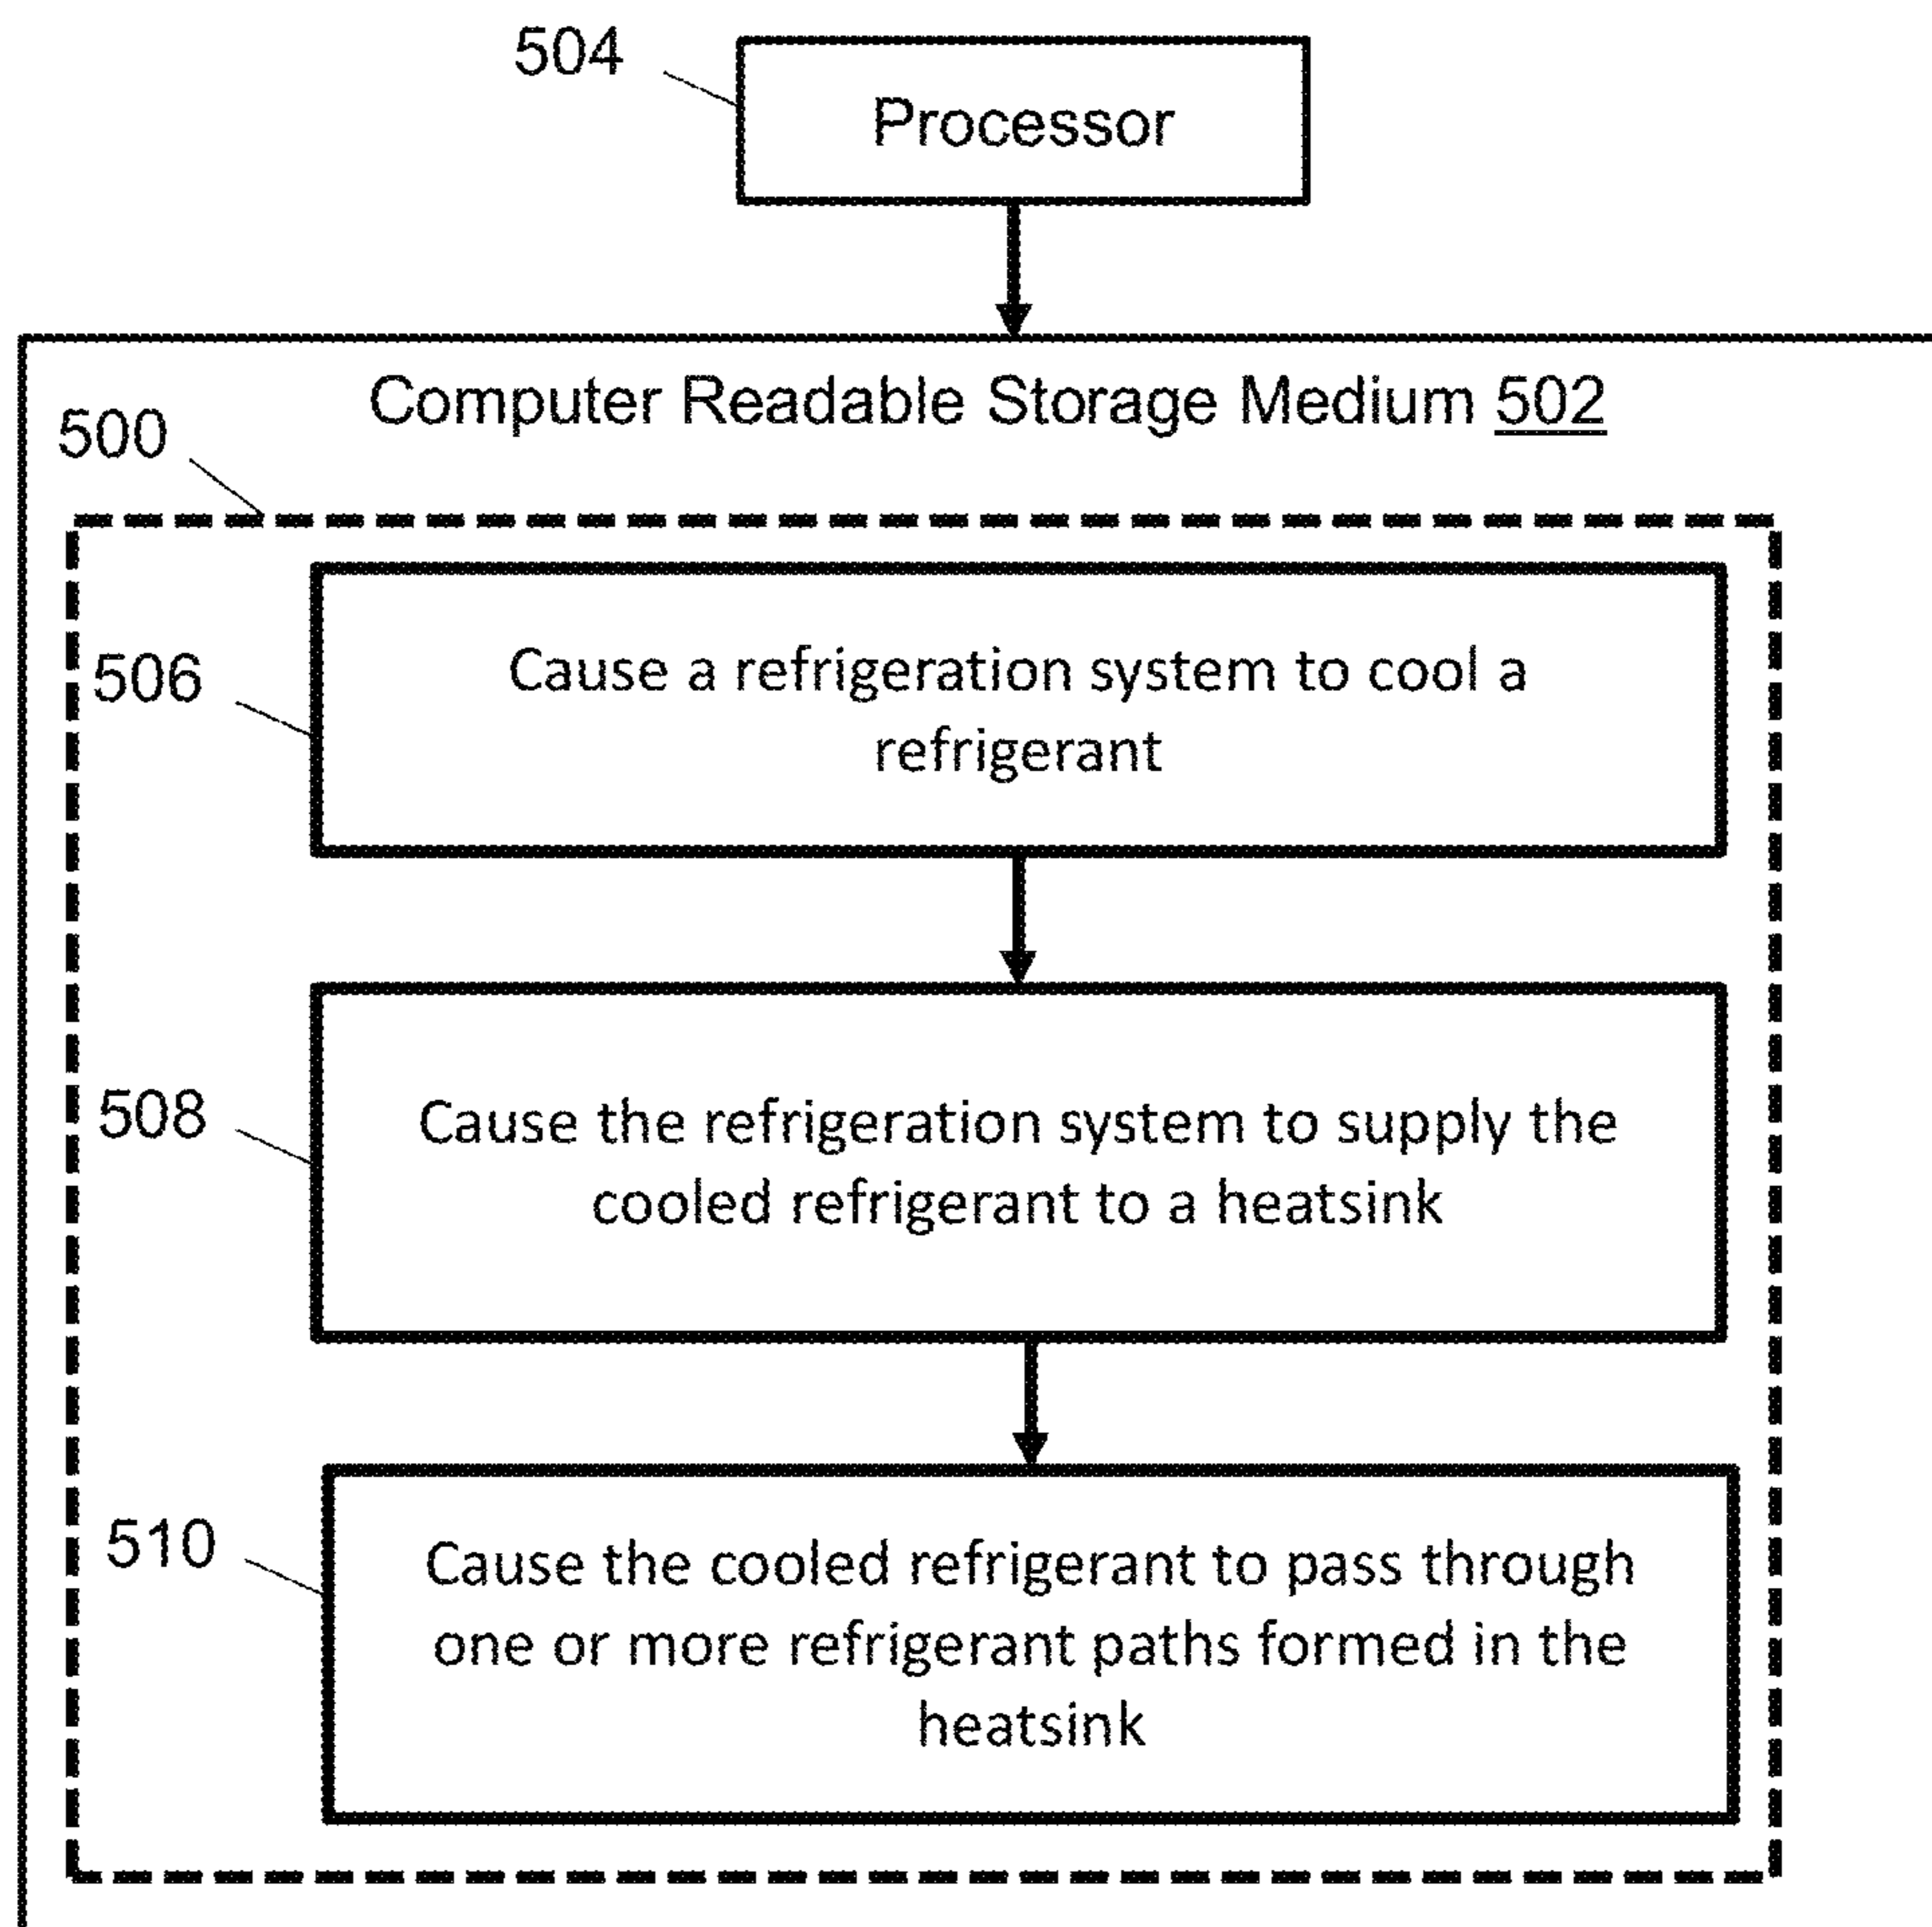 504
Processor
Computer Readable Storage Medium 502
500
506
Cause a refrigeration system to cool a
refrigerant
508
Cause the refrigeration system to supply the
cooled refrigerant to a heatsink
510
Cause the cooled refrigerant to pass through
one or more refrigerant paths formed in the
heatsink